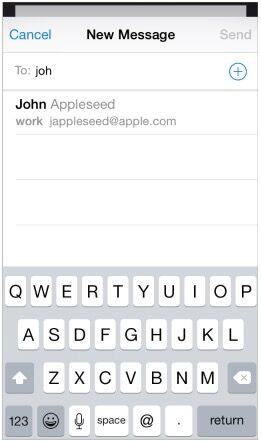 Cancel New Message Send
To: joh
John Appleseed
work jappleseed@apple.com
Q W E R T Y U I O P
A S D F G H J K L
Z X C V B N M
123 space @ . return